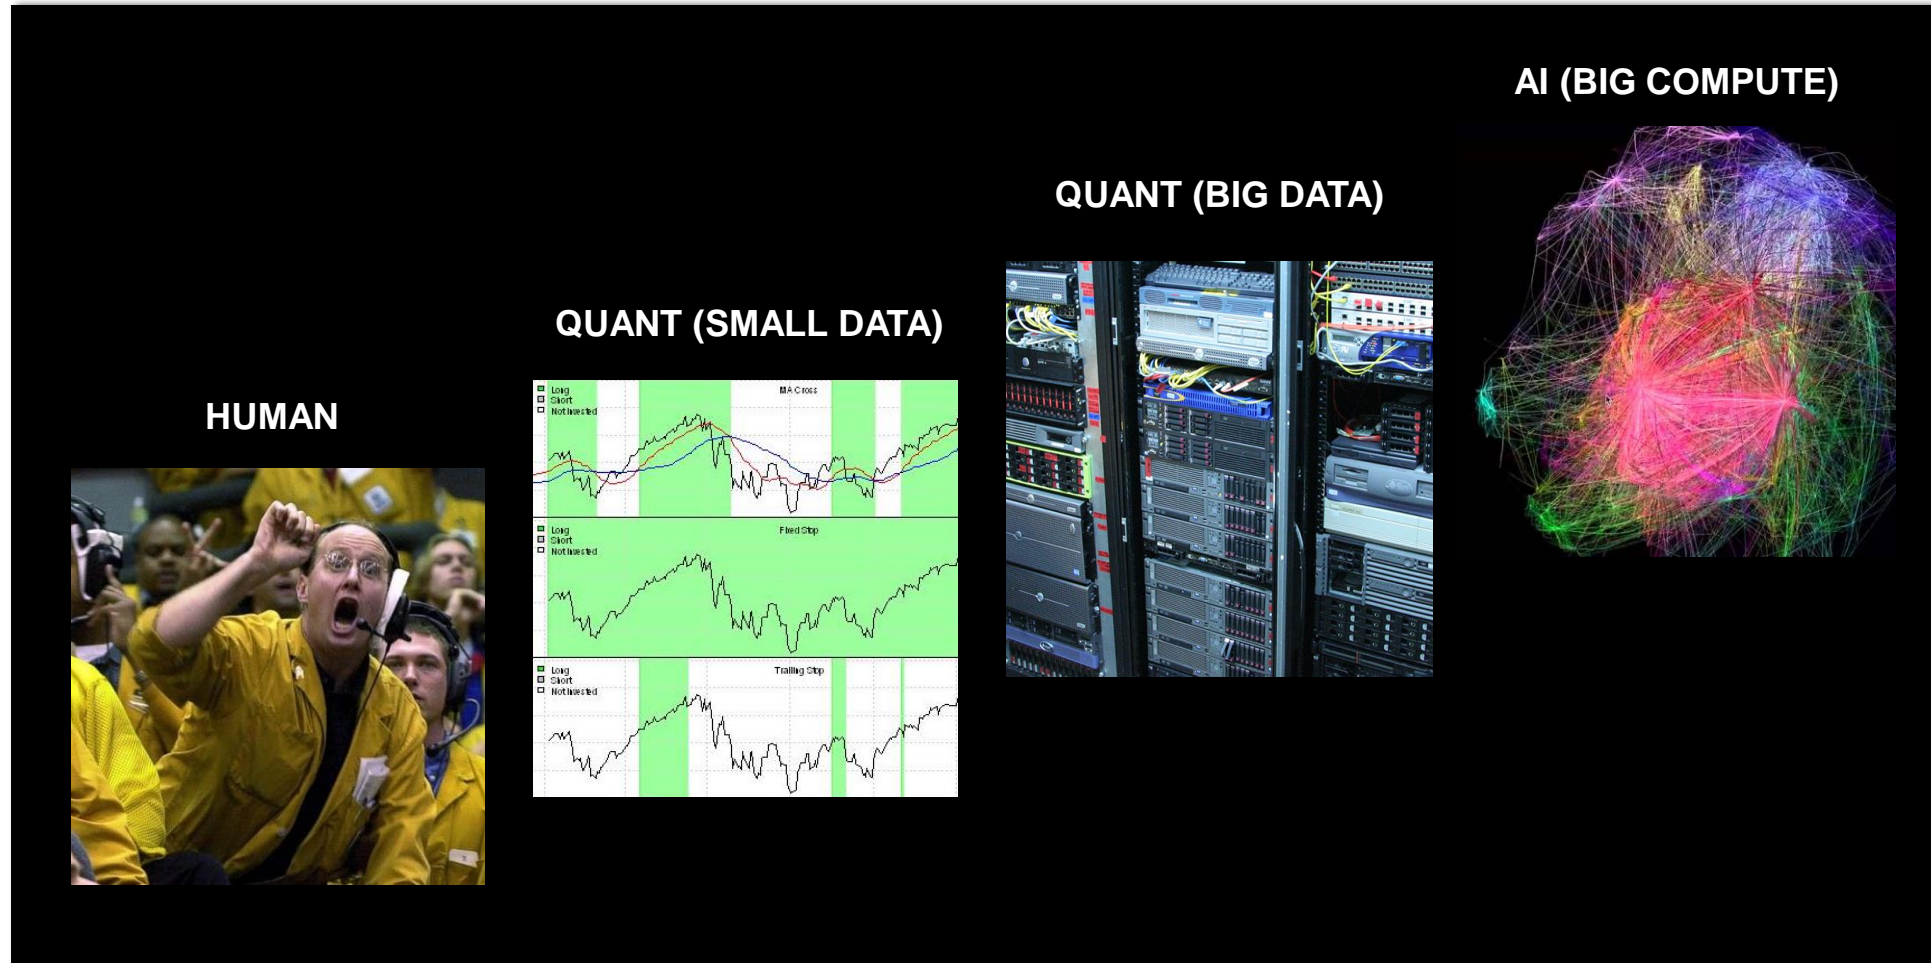 HUMAN
QUANT (SMALL DATA)
Long
Short
Not Invested
MA Cross
Long
Short
Not Invested
Fixed Stop
Long
Short
Not Invested
Trailing Stop
QUANT (BIG DATA)
AI (BIG COMPUTE)